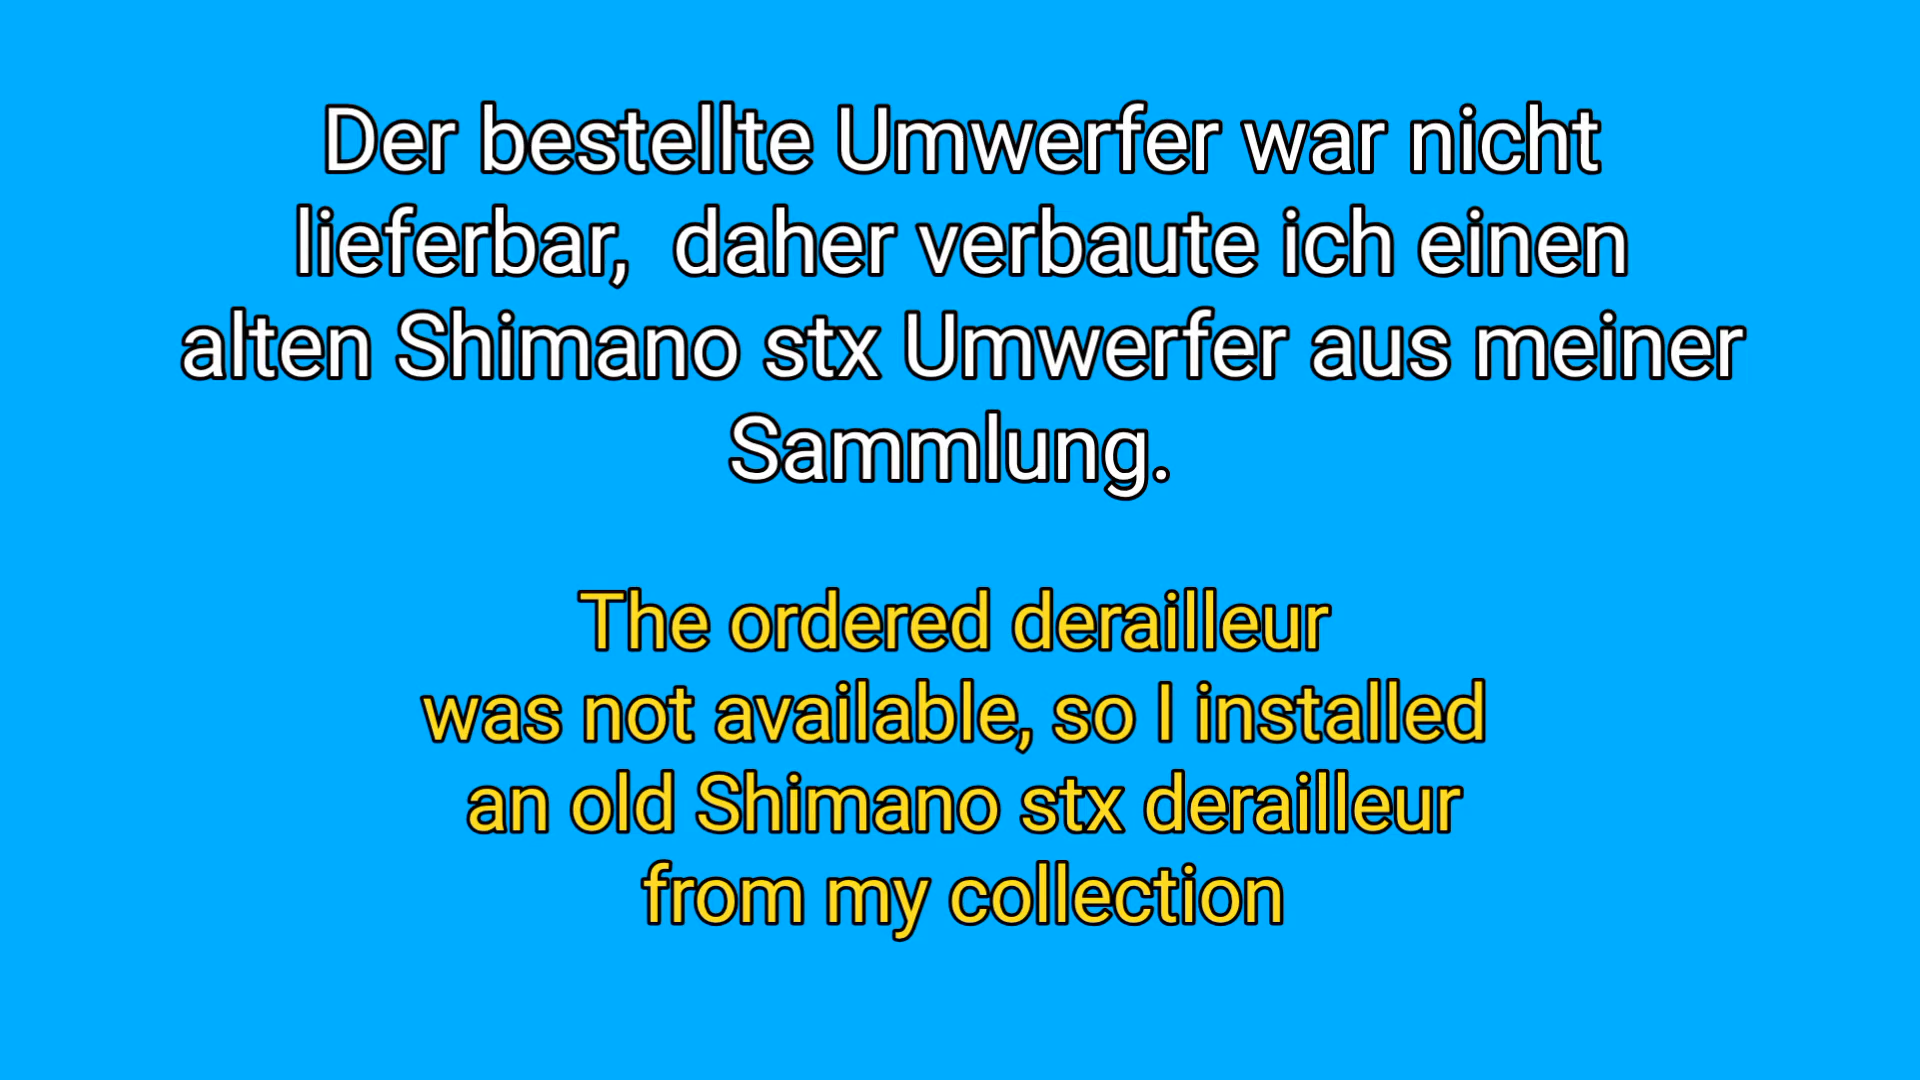 Der bestellte Umwerfer war nicht
lieferbar,  daher verbaute ich einen
alten Shimano stx Umwerfer aus meiner
Sammlung.
The ordered derailleur
was not available, so I installed
an old Shimano stx derailleur
from my collection